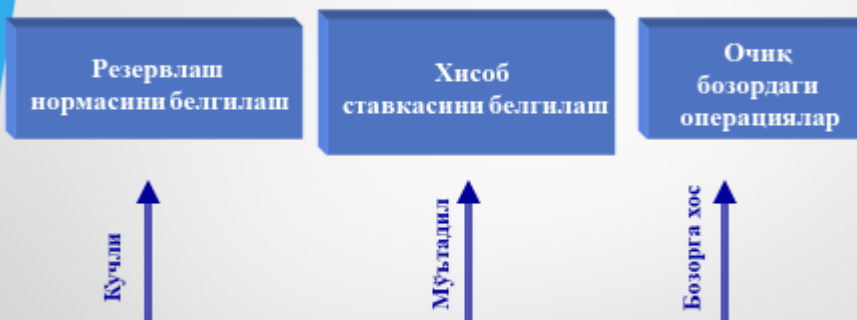 Резервлаш
нормасини белгилаш
Хисоб
ставкасини белгилаш
Очиқ
бозордаги
операциялар
Кучли
Мўътадил
Бозорга хос